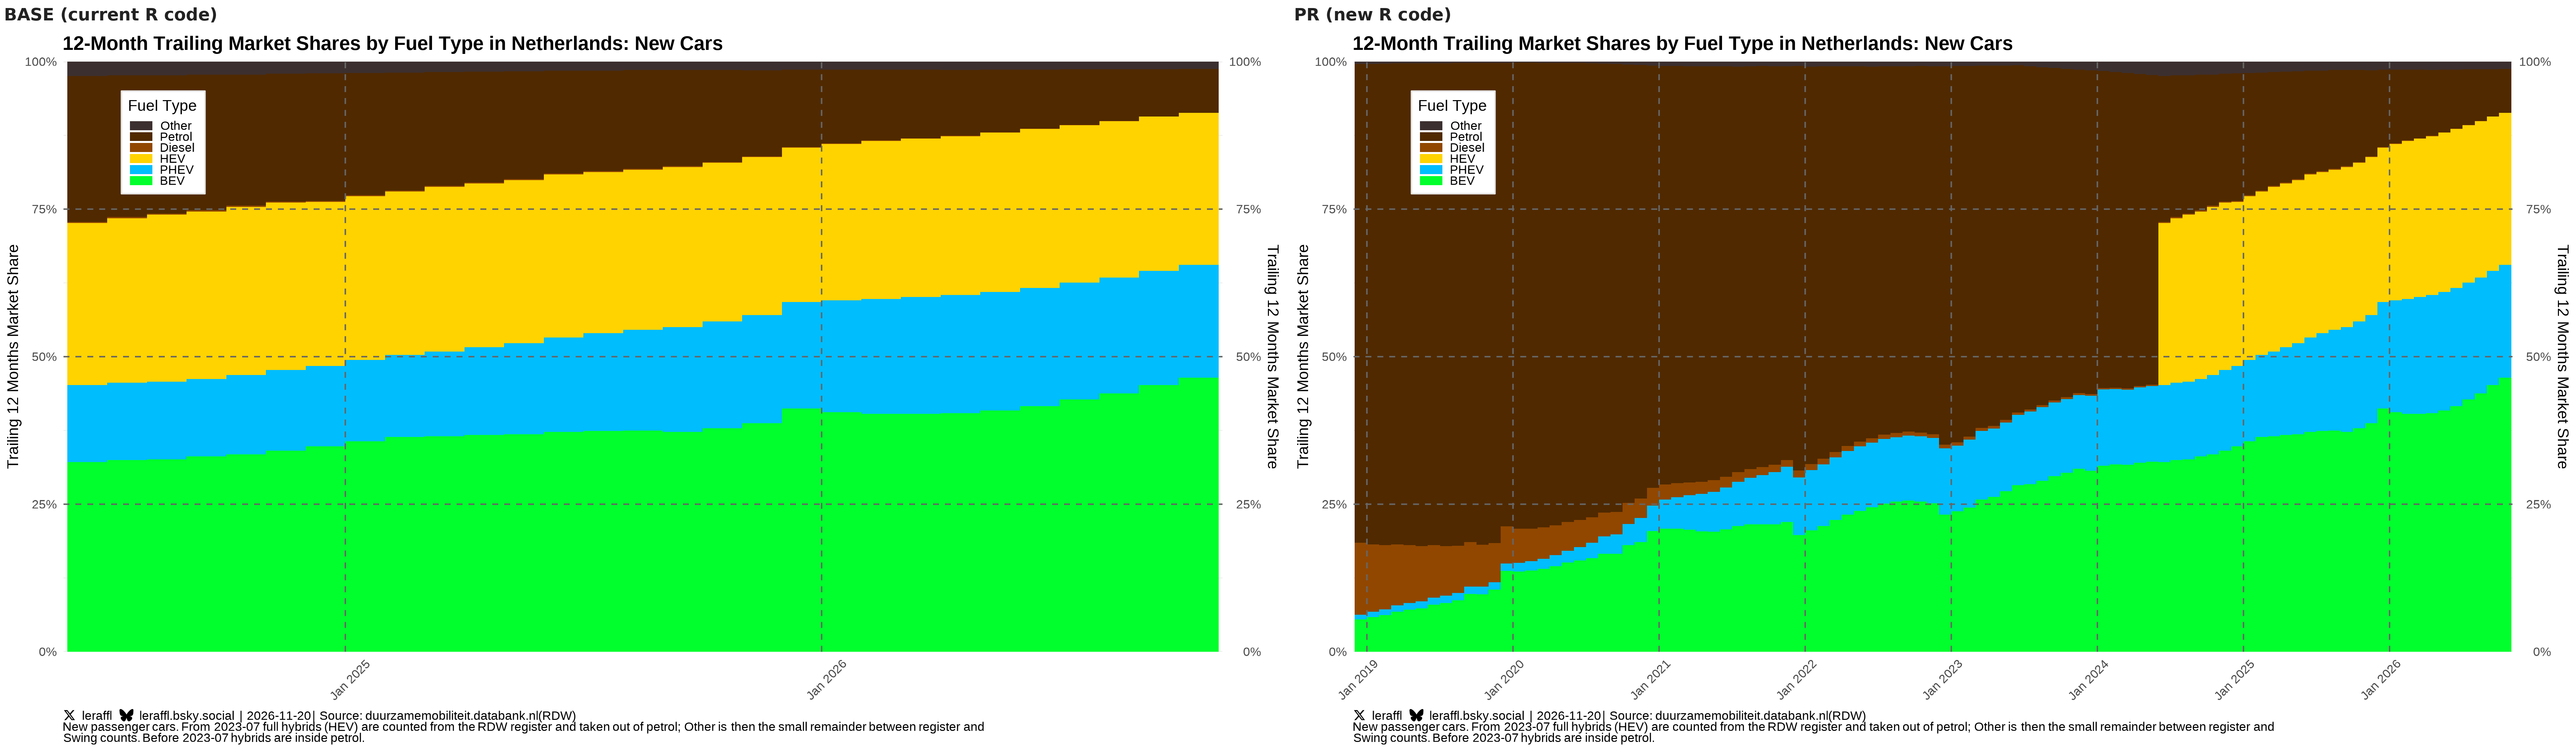 BASE (current R code)
12-Month Trailing Market Shares by Fuel Type in Netherlands: New Cars
100%
75%
50%
25%
0%
Trailing 12 Months Market Share
Fuel Type
Other
Petrol
Diesel
HEV
PHEV
BEV
100%
75%
50%
25%
0%
Trailing 12 Months Market Share
Jan 2025
Jan 2026
leraffl leraffl.bsky.social | 2026-11-20| Source: duurzamemobiliteit.databank.nl(RDW)
New passenger cars. From 2023-07 full hybrids (HEV) are counted from the RDW register and taken out of petrol; Other is then the small remainder between register and
Swing counts. Before 2023-07 hybrids are inside petrol.
PR (new R code)
12-Month Trailing Market Shares by Fuel Type in Netherlands: New Cars
100%
75%
50%
25%
0%
Trailing 12 Months Market Share
Fuel Type
Other
Petrol
Diesel
HEV
PHEV
BEV
100%
75%
50%
25%
0%
Trailing 12 Months Market Share
Jan 2019
Jan 2020
Jan 2021
Jan 2022
Jan 2023
Jan 2024
Jan 2025
Jan 2026
leraffl leraffl.bsky.social | 2026-11-20| Source: duurzamemobiliteit.databank.nl(RDW)
New passenger cars. From 2023-07 full hybrids (HEV) are counted from the RDW register and taken out of petrol; Other is then the small remainder between register and
Swing counts. Before 2023-07 hybrids are inside petrol.